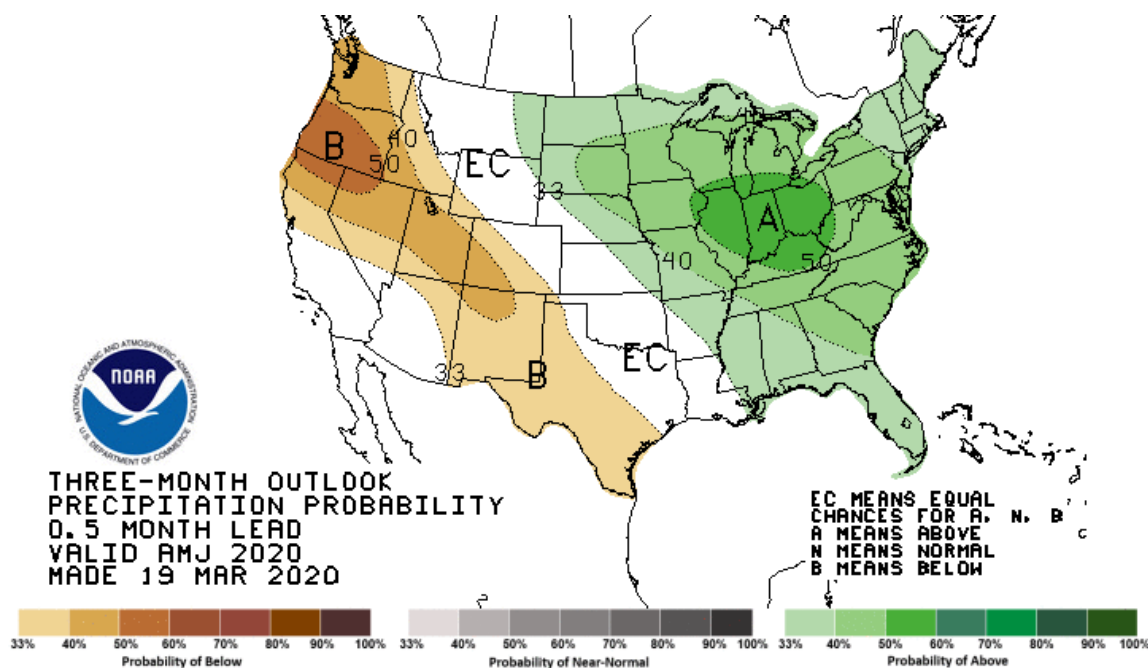 B
40
50
EC
33
A
40
50
EC
33
B
NATIONAL OCEANIC AND ATMOSPHERIC ADMINISTRATION
NOAA
U.S. DEPARTMENT OF COMMERCE
THREE-MONTH OUTLOOK
PRECIPITATION PROBABILITY
0.5 MONTH LEAD
VALID AMJ 2020
MADE 19 MAR 2020
EC MEANS EQUAL
CHANCES FOR A, N, B
A MEANS ABOVE
N MEANS NORMAL
B MEANS BELOW
33% 40% 50% 60% 70% 80% 90% 100%
Probability of Below
33% 40% 50% 60% 70% 80% 90% 100%
Probability of Near-Normal
33% 40% 50% 60% 70% 80% 90% 100%
Probability of Above